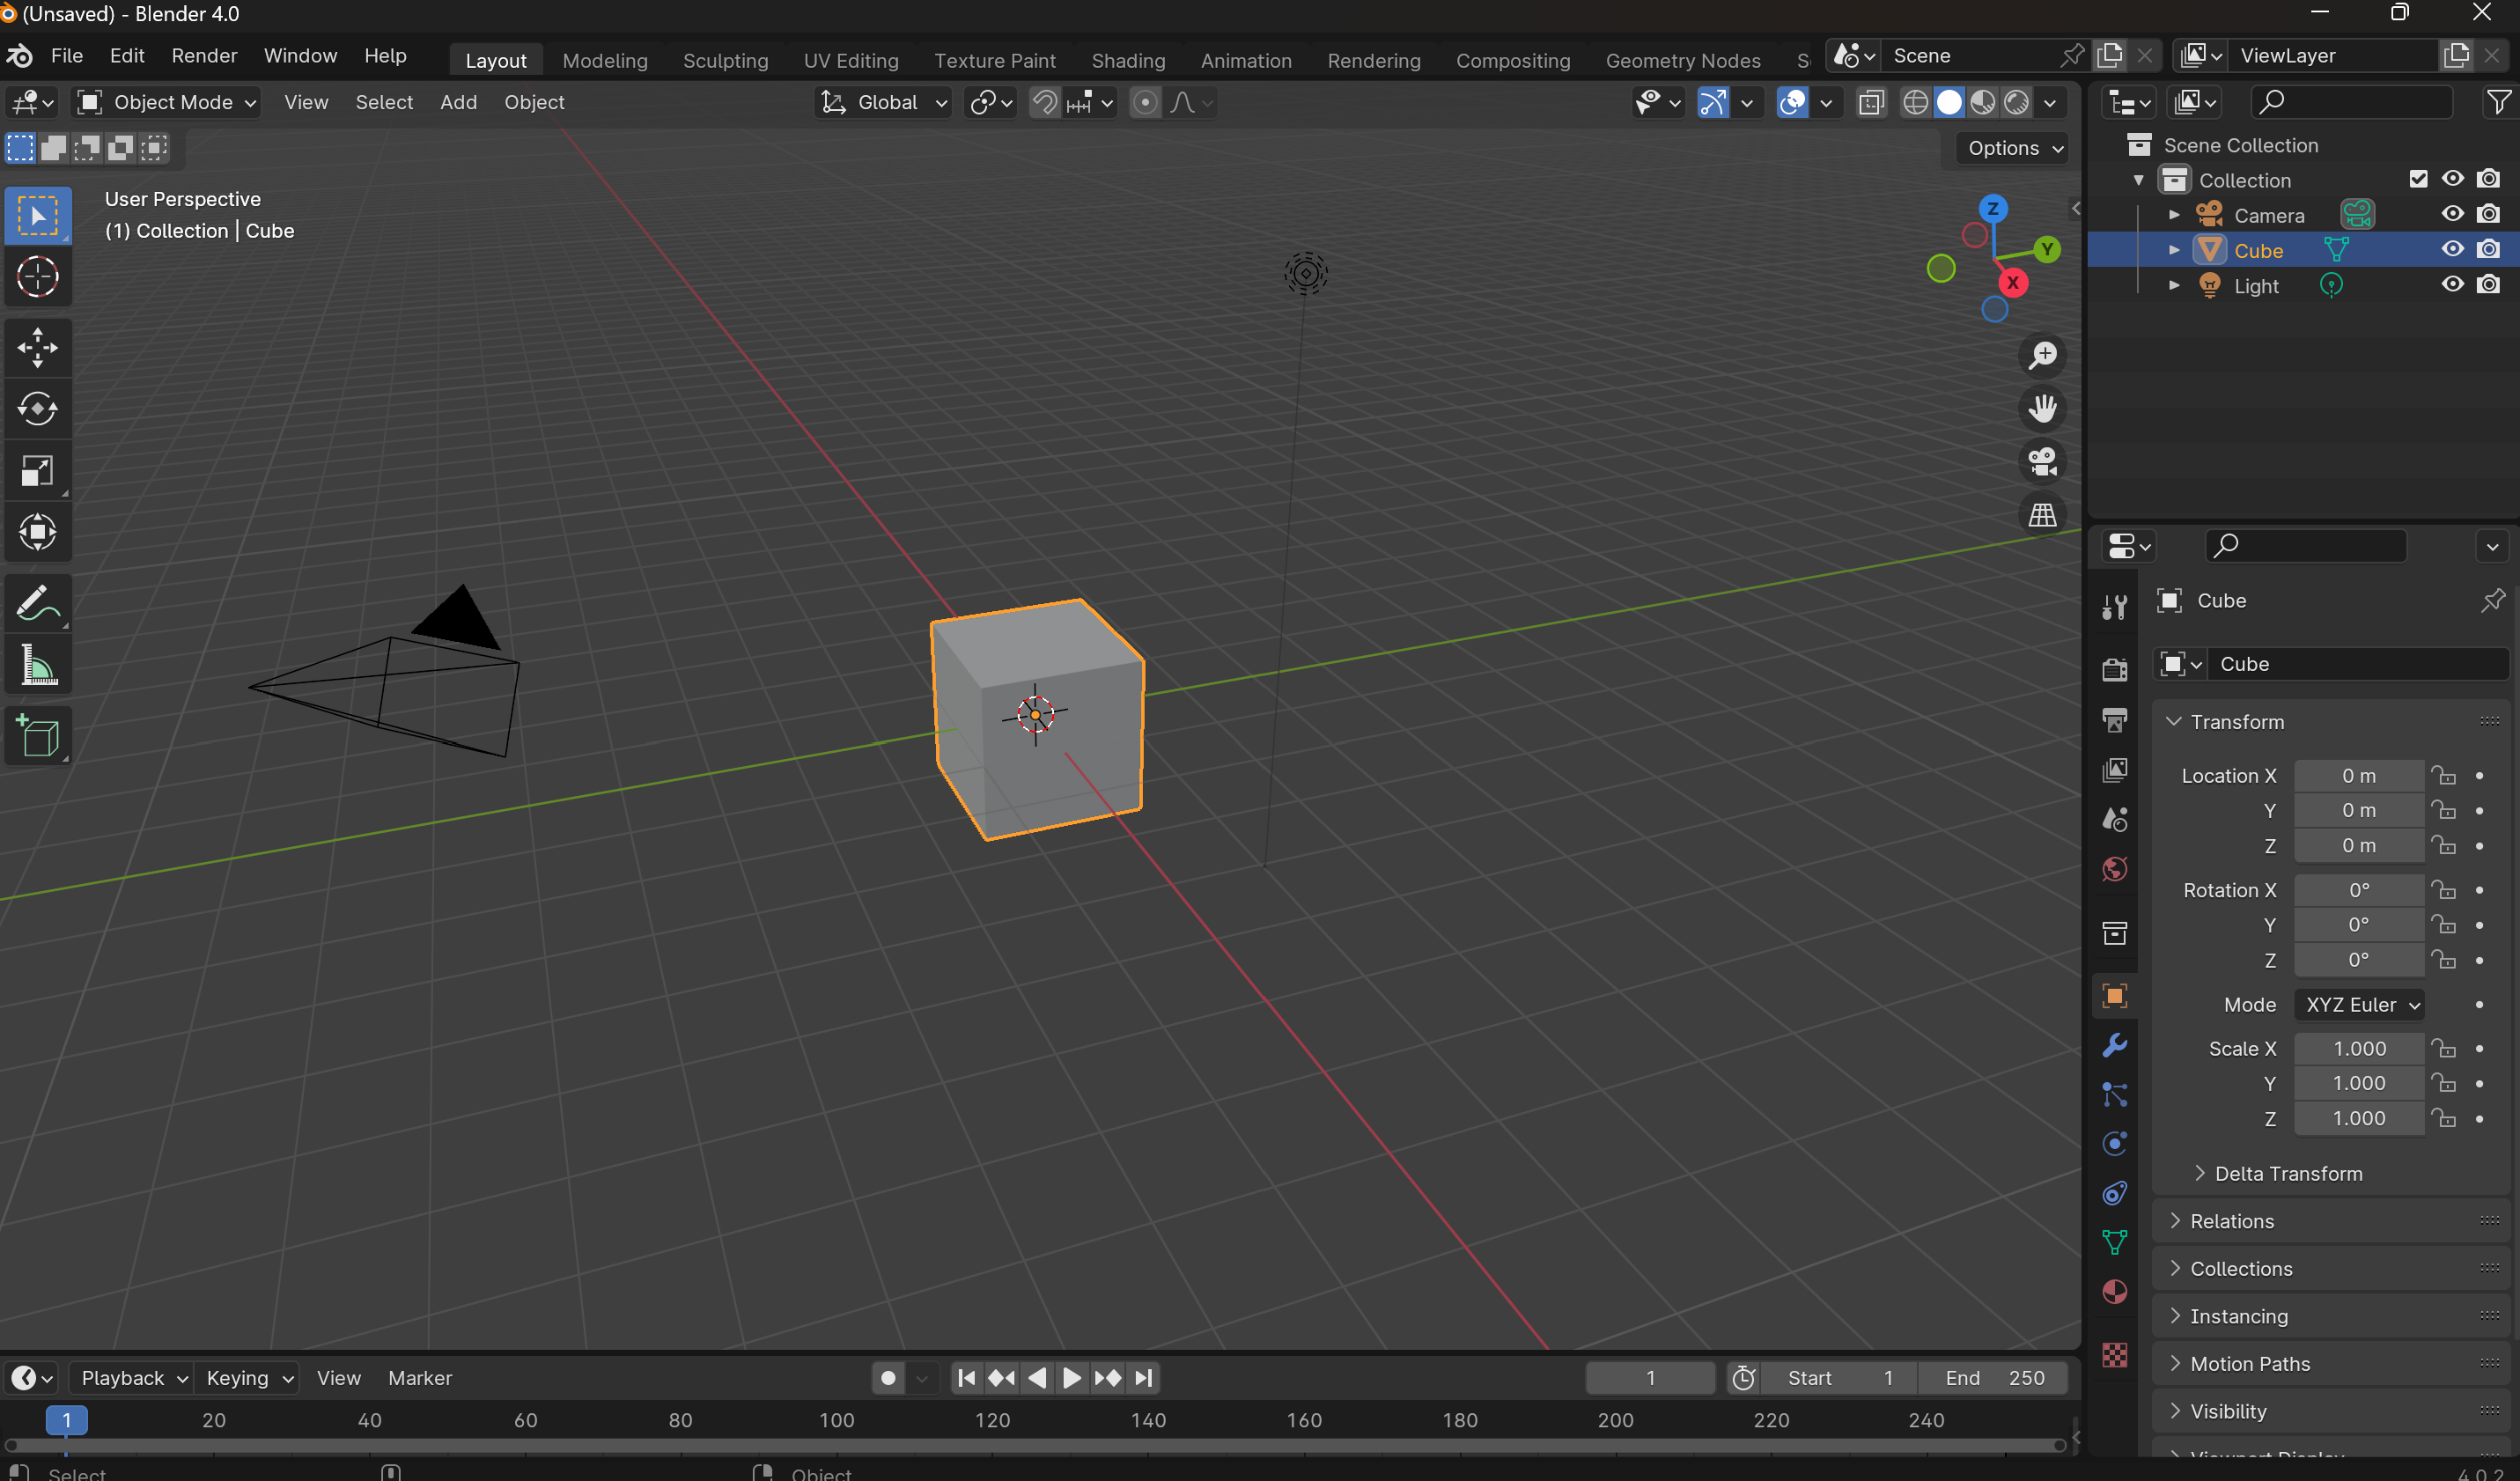 (Unsaved) - Blender 4.0
File Edit Render Window Help Layout Modeling Sculpting UV Editing Texture Paint Shading Animation Rendering Compositing Geometry Nodes Scene ViewLayer
Object Mode View Select Add Object Global
Options
User Perspective
(1) Collection | Cube
Z
Y
X
Scene Collection
Collection
Camera
Cube
Light
Cube
Cube
Transform
Location X 0 m
Y 0 m
Z 0 m
Rotation X 0°
Y 0°
Z 0°
Mode XYZ Euler
Scale X 1.000
Y 1.000
Z 1.000
Delta Transform
Relations
Collections
Instancing
Motion Paths
Visibility
Viewport Display
Playback Keying View Marker 1 Start 1 End 250
1 20 40 60 80 100 120 140 160 180 200 220 240
Select Object 4.0.2